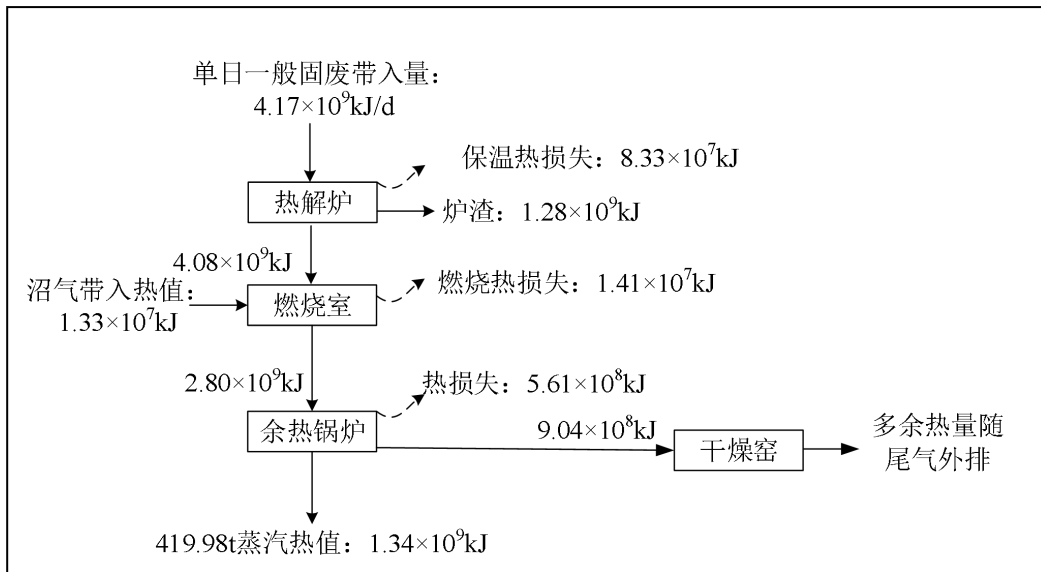 单日一般固废带入量：
4.17×10⁹kJ/d
保温热损失：8.33×10⁷kJ
热解炉
炉渣：1.28×10⁹kJ
4.08×10⁹kJ
沼气带入热值：
1.33×10⁷kJ
燃烧热损失：1.41×10⁷kJ
燃烧室
2.80×10⁹kJ
热损失：5.61×10⁸kJ
余热锅炉
9.04×10⁸kJ
干燥窑
多余热量随
尾气外排
419.98t蒸汽热值：1.34×10⁹kJ